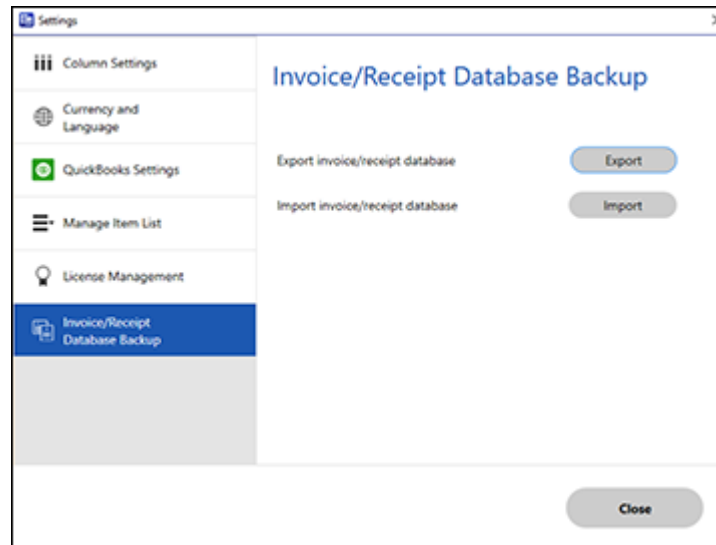 Settings
Column Settings
Currency and
Language
QuickBooks Settings
Manage Item List
License Management
Invoice/Receipt
Database Backup
Invoice/Receipt Database Backup
Export invoice/receipt database
Export
Import invoice/receipt database
Import
Close